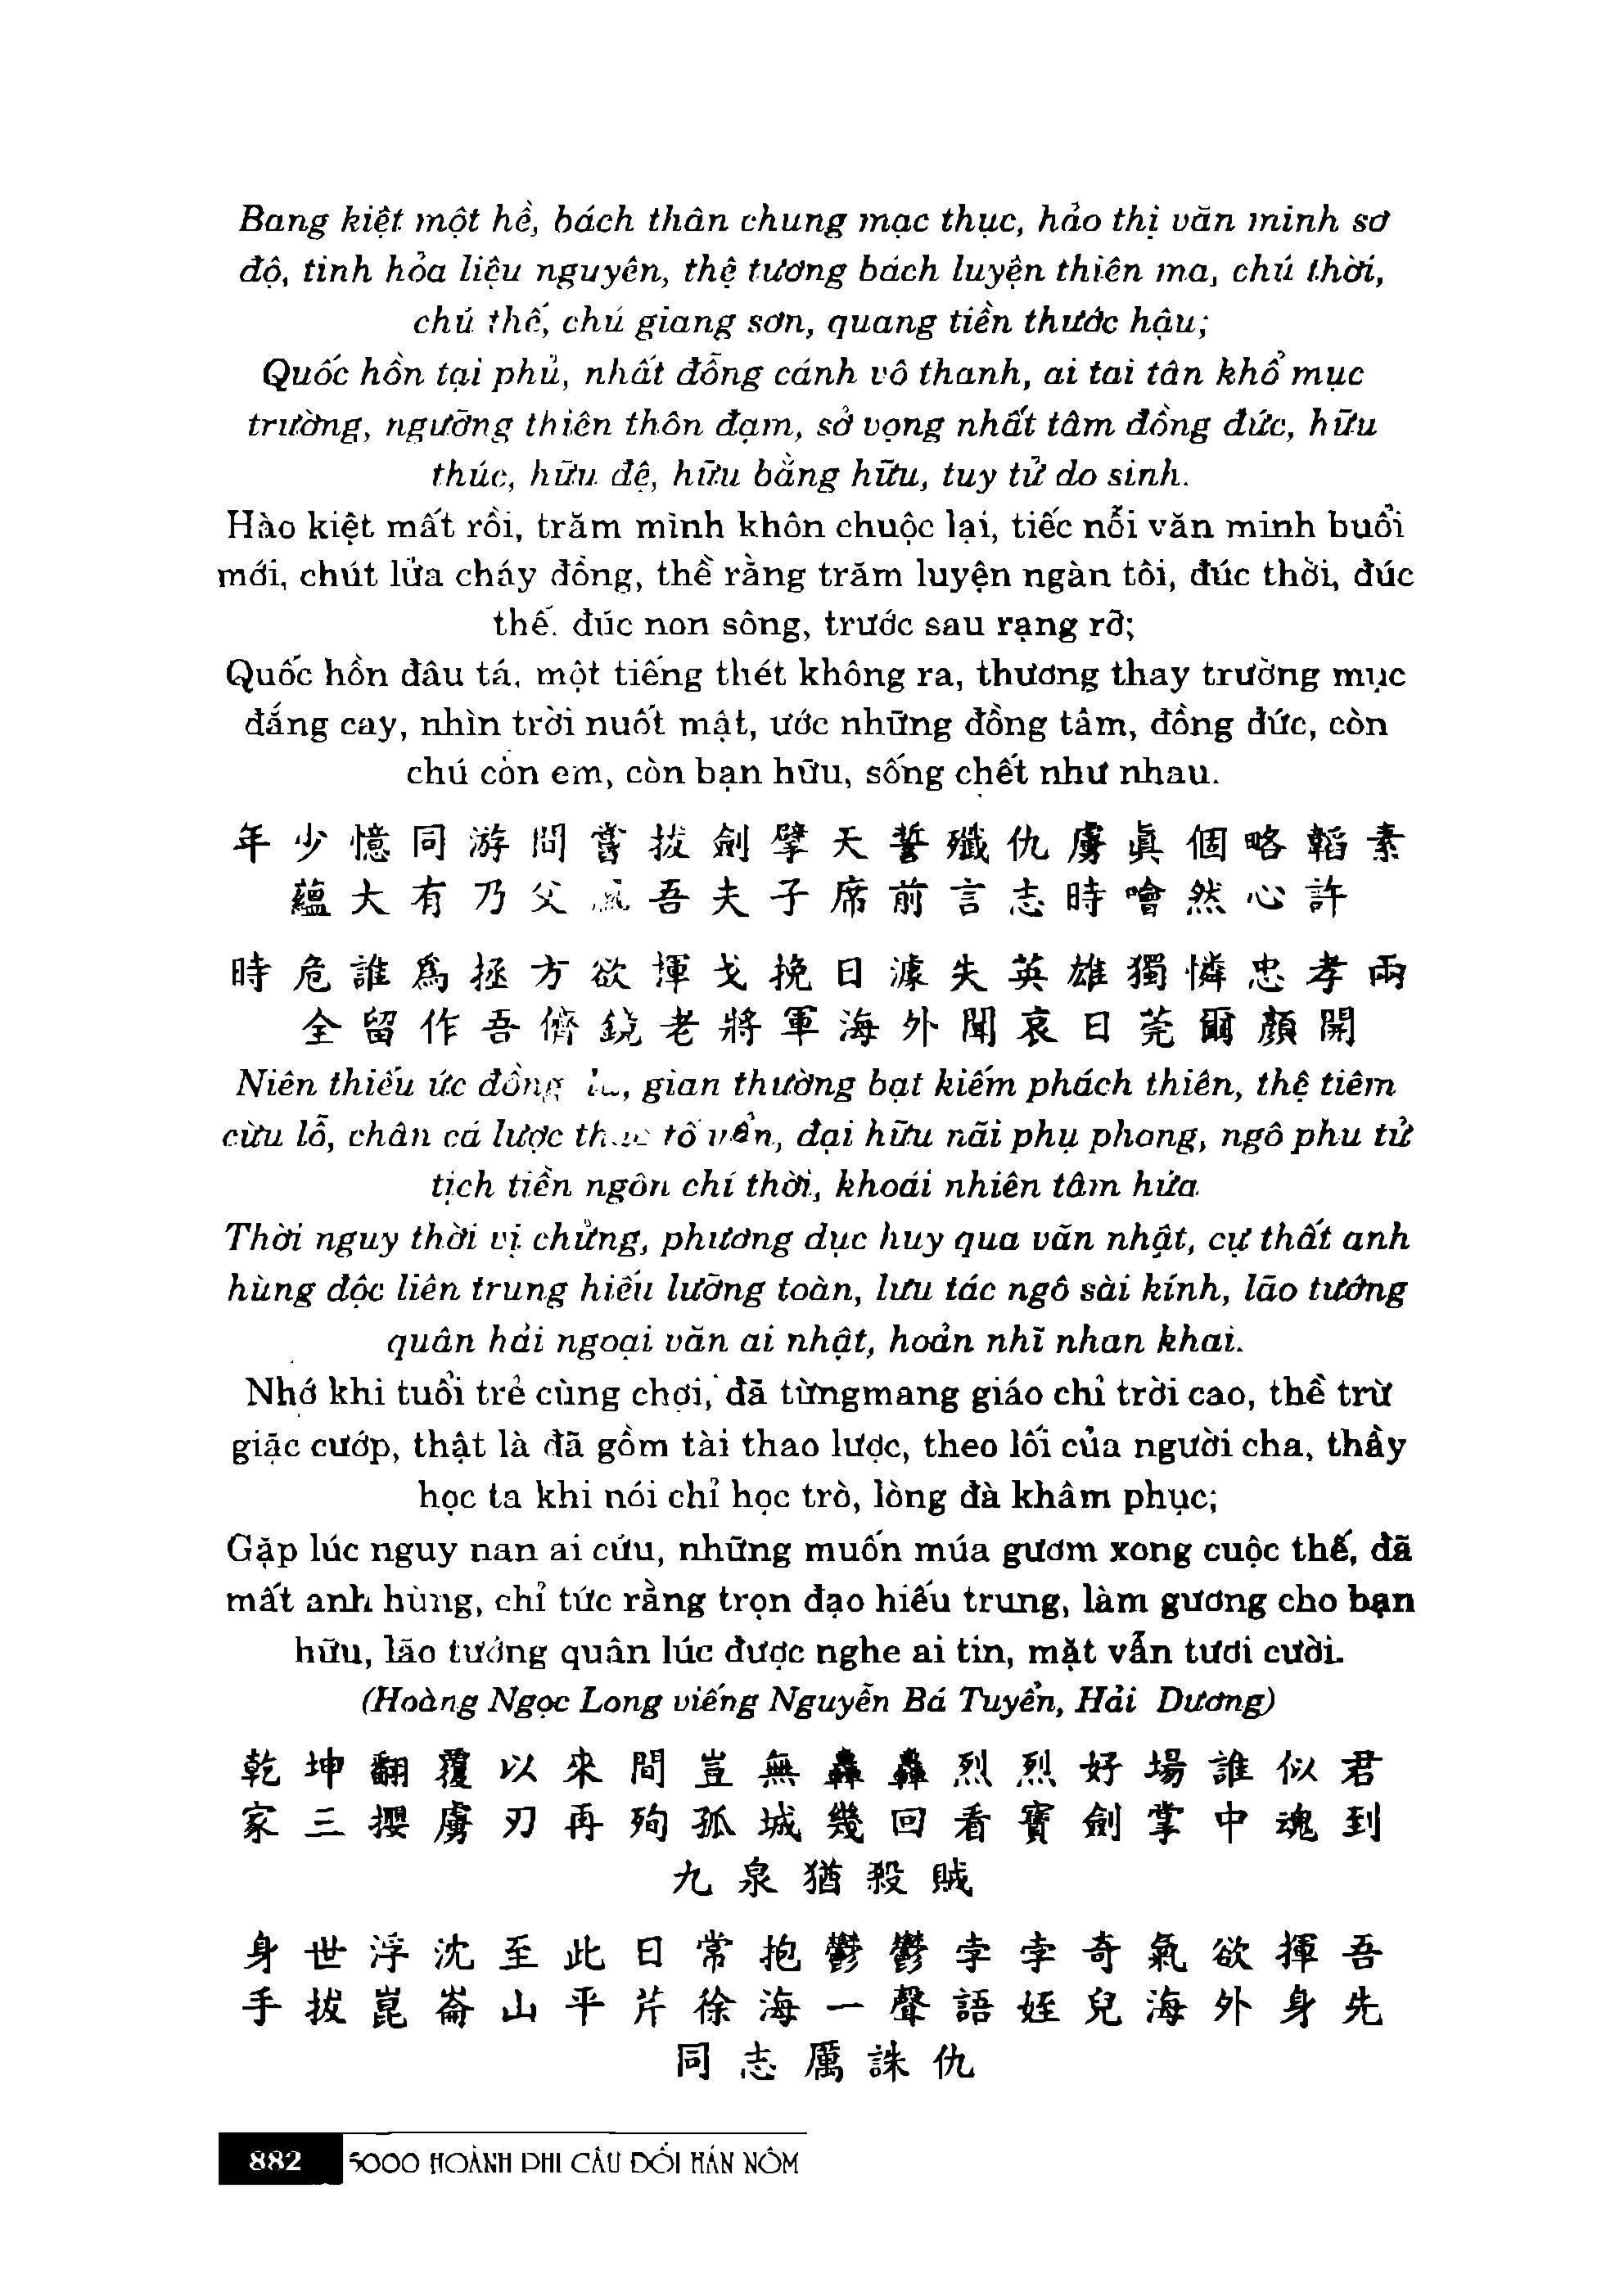 Bang kiệt một hề, bách thân chung mạc thục, hảo thị văn minh sơ
độ, tinh hỏa liệu nguyên, thệ tương bách luyện thiên ma, chú thời,
chú thế, chú giang sơn, quang tiền thước hậu;
Quốc hồn tại phủ, nhất đỗng cánh vô thanh, ai tai tân khổ mục
trường, ngưỡng thiên thôn đạm, sở vọng nhất tâm đồng đức, hữu
thúc, hữu đệ, hữu bằng hữu, tuy tử do sinh.
Hào kiệt mất rồi, trăm mình khôn chuộc lại, tiếc nỗi văn minh buổi
mới, chút lửa cháy đồng, thề rằng trăm luyện ngàn tôi, đúc thời, đúc
thế. đúc non sông, trước sau rạng rỡ;
Quốc hồn đâu tá, một tiếng thét không ra, thương thay trường mục
đắng cay, nhìn trời nuốt mật, ước những đồng tâm, đồng đức, còn
chú còn em, còn bạn hữu, sống chết như nhau.
年少憶同游間嘗拔劍擘天誓殲仇虜眞個略韜素
蘊大有乃父風吾夫子席前言志時噲然心許
時危誰爲拯方欲揮戈挽日澽失英雄獨憐忠孝兩
全留作吾儕鏡老將軍海外聞哀日莞爾顏開
Niên thiếu ức đồng, gian thường bạt kiếm phách thiên, thệ tiêm
cừu lỗ, chân cá lược tố vẩn, đại hữu nãi phụ phong, ngô phu tử
tịch tiền ngôn chí thời, khoái nhiên tâm hứa
Thời nguy thời vị chửng, phương dục huy qua vãn nhật, cự thất anh
hùng độc liên trung hiếu lưỡng toàn, lưu tác ngô sài kính, lão tướng
quân hải ngoại văn ai nhật, hoản nhĩ nhan khai.
Nhớ khi tuổi trẻ cùng chơi, đã từngmang giáo chỉ trời cao, thề trừ
giặc cướp, thật là đã gồm tài thao lược, theo lối của người cha, thầy
học ta khi nói chỉ học trò, lòng đà khâm phục;
Gặp lúc nguy nan ai cứu, những muốn múa gươm xong cuộc thế, đã
mất anh hùng, chỉ tức rằng trọn đạo hiếu trung, làm gương cho bạn
hữu, lão tướng quân lúc được nghe ai tin, mặt vẫn tươi cười.
(Hoàng Ngọc Long viếng Nguyễn Bá Tuyển, Hải Dương)
乾坤翻覆以來間豈無轟轟烈烈好場誰似君
家三攖虜刃再殉孤城幾回看寶劍掌中魂到
九泉猶殺賊
身世浮沈至此日常抱鬱鬱孛孛奇氣欲揮吾
手拔崑崙山平芹徐海一聲語姪兒海外身先
同志厲誅仇
882 5000 HOÀNH PHI CÂU ĐỐI HÁN NÔM